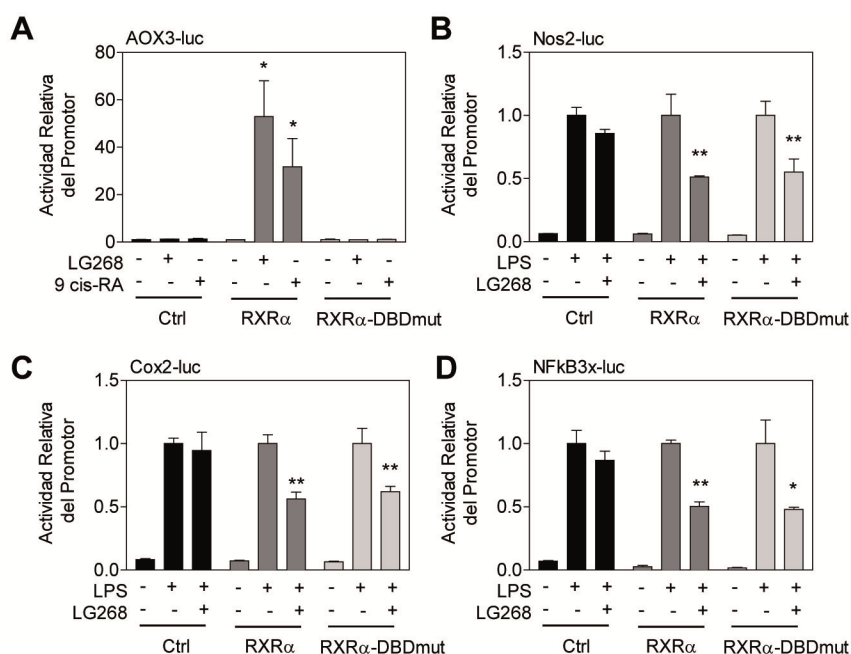 A
AOX3-luc
Actividad Relativa
del Promotor
80
60
40
20
0
LG268 - + - - + - - + -
9 cis-RA - - + - - + - - +
Ctrl RXRα RXRα-DBDmut
B
Nos2-luc
Actividad Relativa
del Promotor
1.5
1.0
0.5
0.0
LPS - + + - + + - + +
LG268 - - + - - + - - +
Ctrl RXRα RXRα-DBDmut
* * ** **
C
Cox2-luc
Actividad Relativa
del Promotor
1.5
1.0
0.5
0.0
** **
LPS - + + - + + - + +
LG268 - - + - - + - - +
Ctrl RXRα RXRα-DBDmut
D
NFkB3x-luc
Actividad Relativa
del Promotor
1.5
1.0
0.5
0.0
** *
LPS - + + - + + - + +
LG268 - - + - - + - - +
Ctrl RXRα RXRα-DBDmut